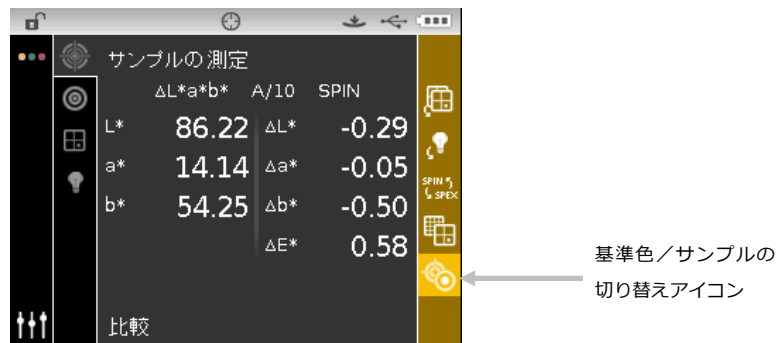 サンプルの測定
ΔL*a*b* A/10 SPIN
L* 86.22 ΔL* -0.29
a* 14.14 Δa* -0.05
SPIN
SPEX
b* 54.25 Δb* -0.50
ΔE* 0.58
基準色／サンプルの
切り替えアイコン
比較